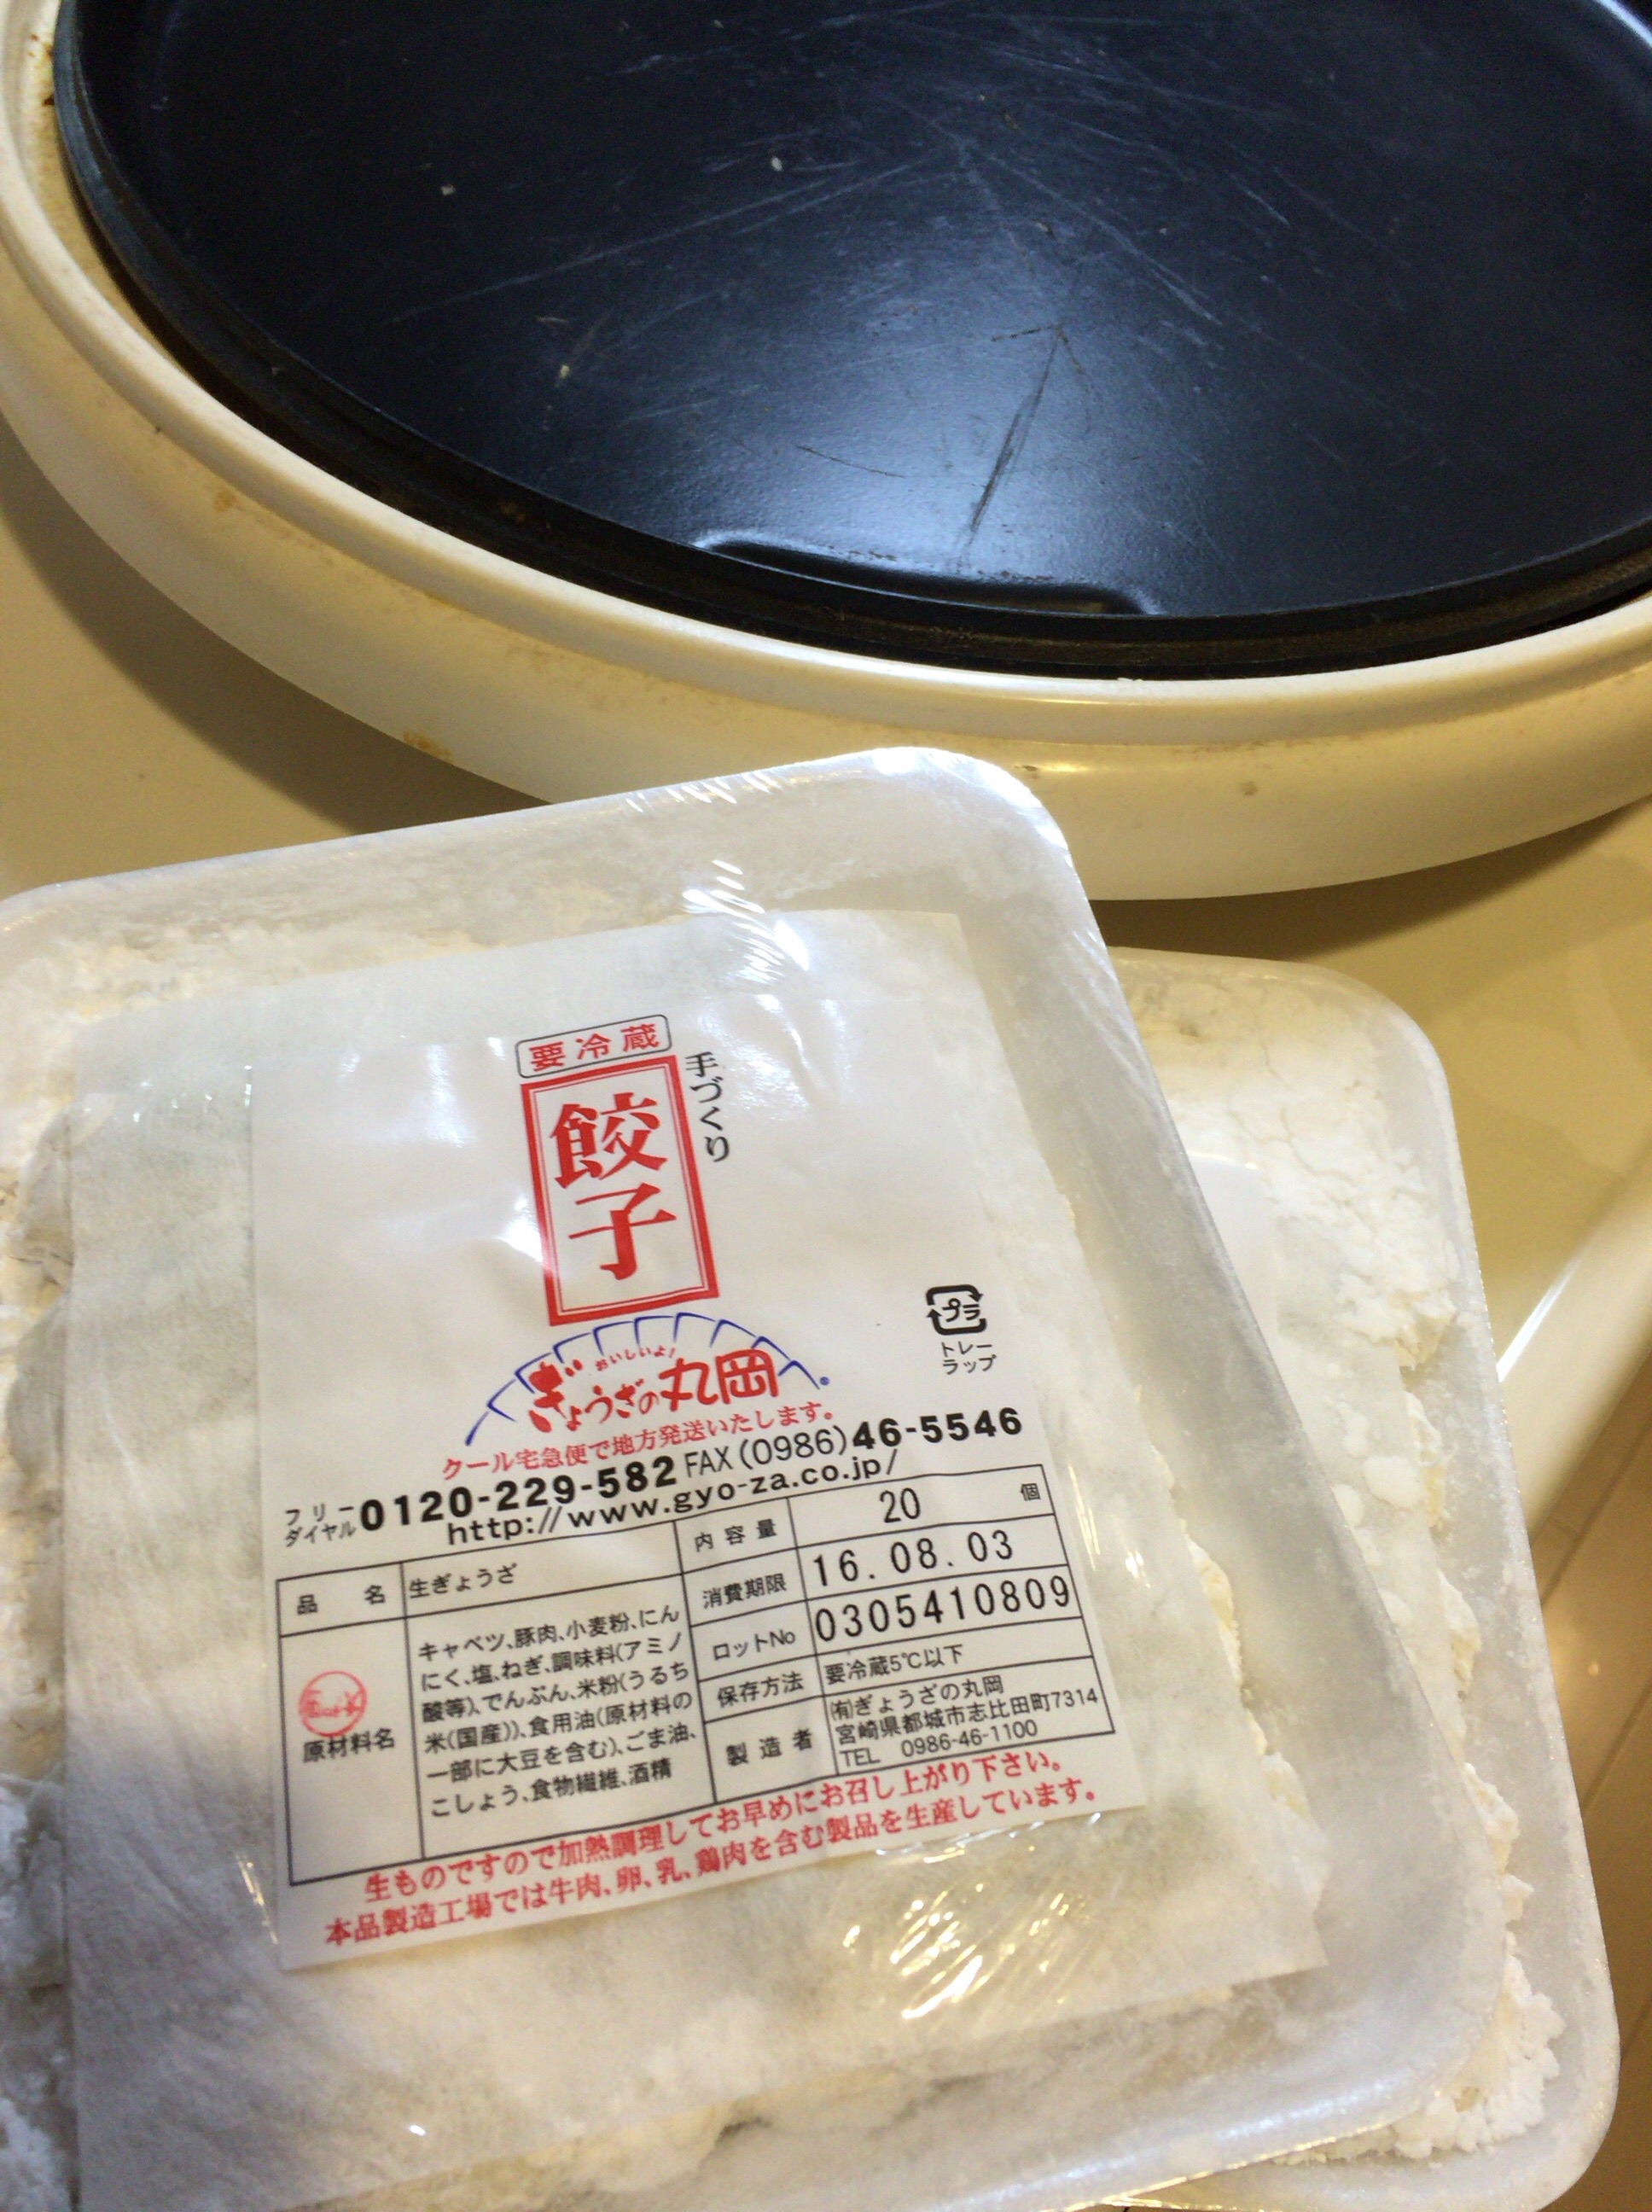 要冷蔵
手づくり
餃子
おいしいよ!
ぎょうざの丸岡
プラ
トレー
ラップ
クール宅急便で地方発送いたします。
フリーダイヤル 0120-229-582 FAX(0986)46-5546
http://www.gyo-za.co.jp/
品名 生ぎょうざ
原材料名
キャベツ、豚肉、小麦粉、にん
にく、塩、ねぎ、調味料(アミノ
酸等)、でんぷん、米粉(うるち
米(国産))、食用油(原材料の
一部に大豆を含む)、ごま油、
こしょう、食物繊維、酒精
内容量 20 個
消費期限 16.08.03
ロットNo 0305410809
保存方法 要冷蔵5℃以下
製造者 ㈲ぎょうざの丸岡
宮崎県都城市志比田町7314
TEL 0986-46-1100
生ものですので加熱調理してお早めにお召し上がり下さい。
本品製造工場では牛肉、卵、乳、鶏肉を含む製品を生産しています。